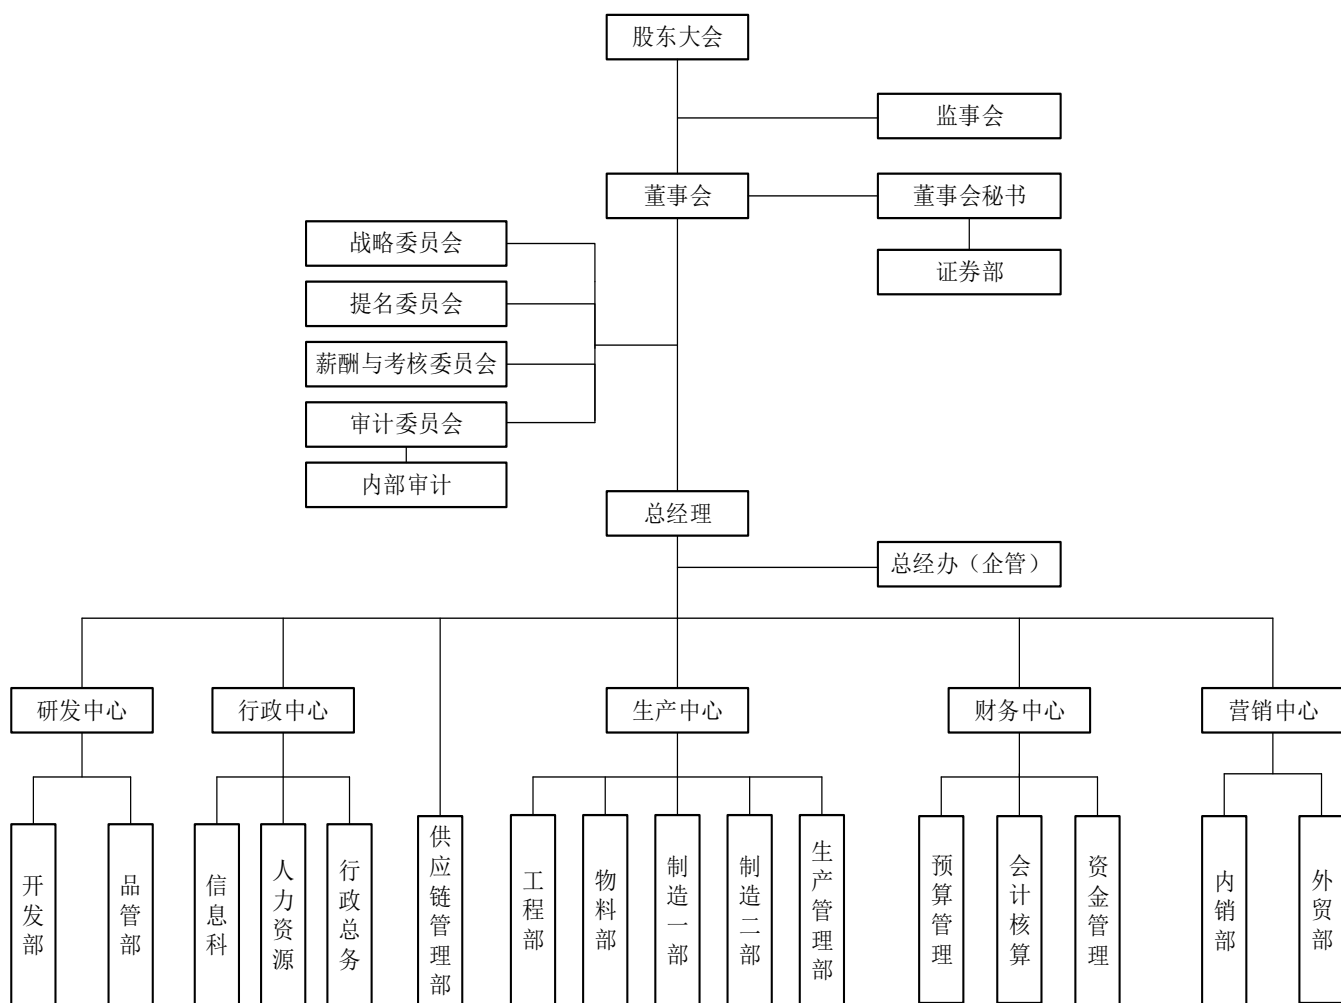 股东大会
监事会
董事会
董事会秘书
证券部
战略委员会
提名委员会
薪酬与考核委员会
审计委员会
内部审计
总经理
总经办（企管）
研发中心
行政中心
生产中心
财务中心
营销中心
开发部
品管部
信息科
人力资源
行政总务
供应链管理部
工程部
物料部
制造一部
制造二部
生产管理部
预算管理
会计核算
资金管理
内销部
外贸部